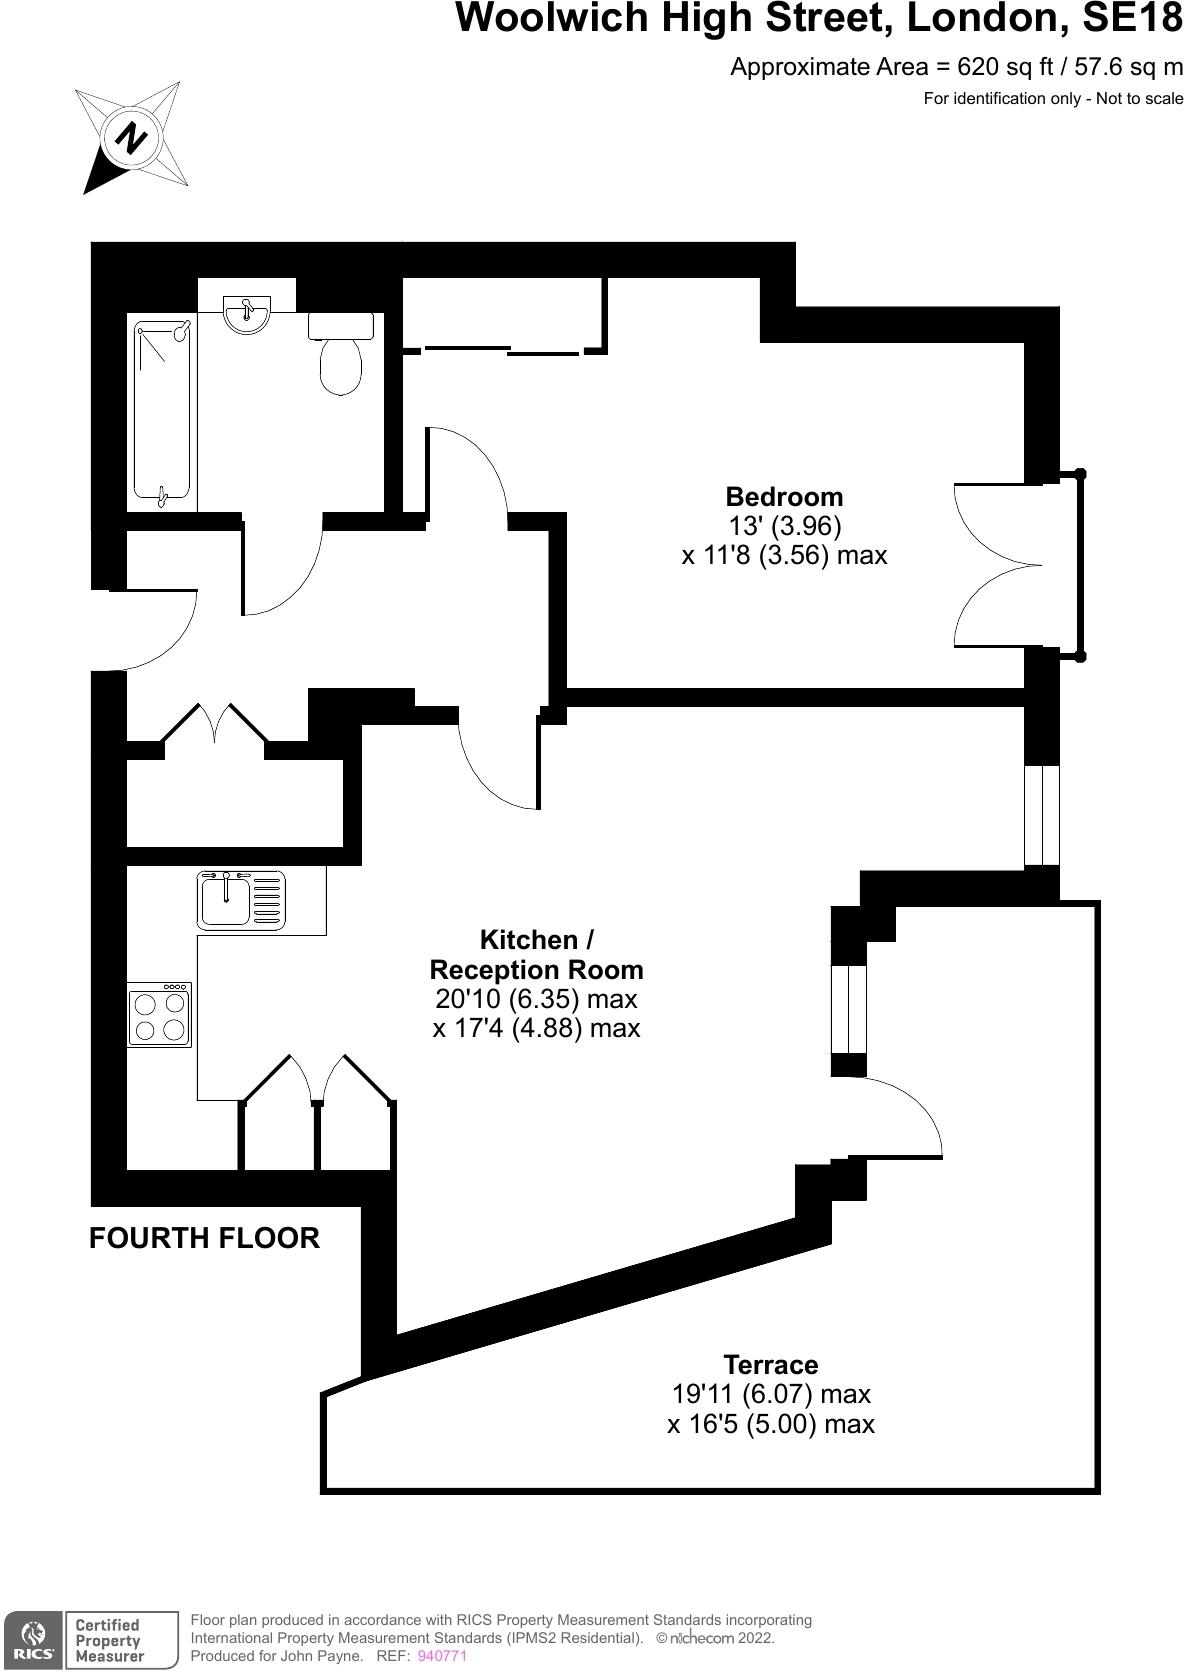 Woolwich High Street, London, SE18
Approximate Area = 620 sq ft / 57.6 sq m
For identification only - Not to scale
N
Bedroom
13' (3.96)
x 11'8 (3.56) max
Kitchen /
Reception Room
20'10 (6.35) max
x 17'4 (4.88) max
FOURTH FLOOR
Terrace
19'11 (6.07) max
x 16'5 (5.00) max
RICS
Certified
Property
Measurer
Floor plan produced in accordance with RICS Property Measurement Standards incorporating
International Property Measurement Standards (IPMS2 Residential). © nichecom 2022.
Produced for John Payne. REF: 940771